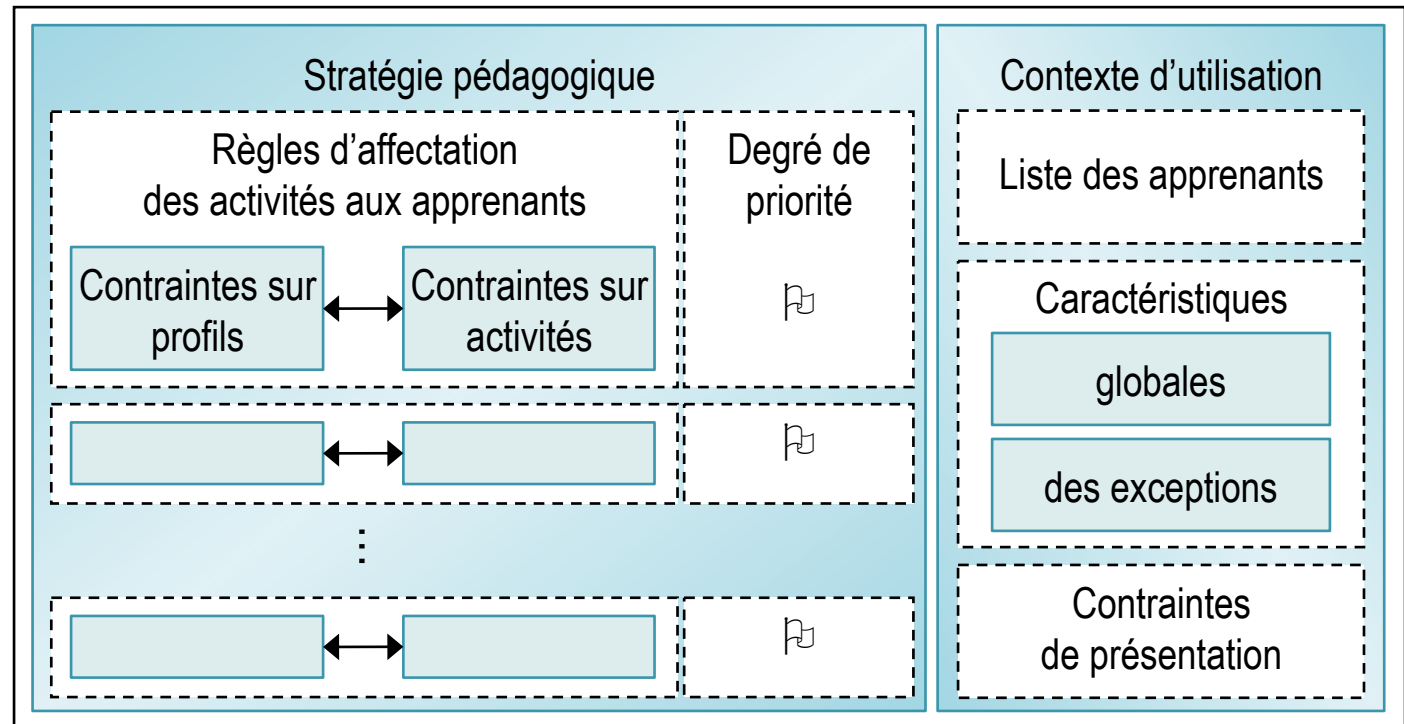 Stratégie pédagogique
Règles d'affectation
des activités aux apprenants
Degré de
priorité
Contraintes sur
profils
Contraintes sur
activités
⋮
Contexte d'utilisation
Liste des apprenants
Caractéristiques
globales
des exceptions
Contraintes
de présentation